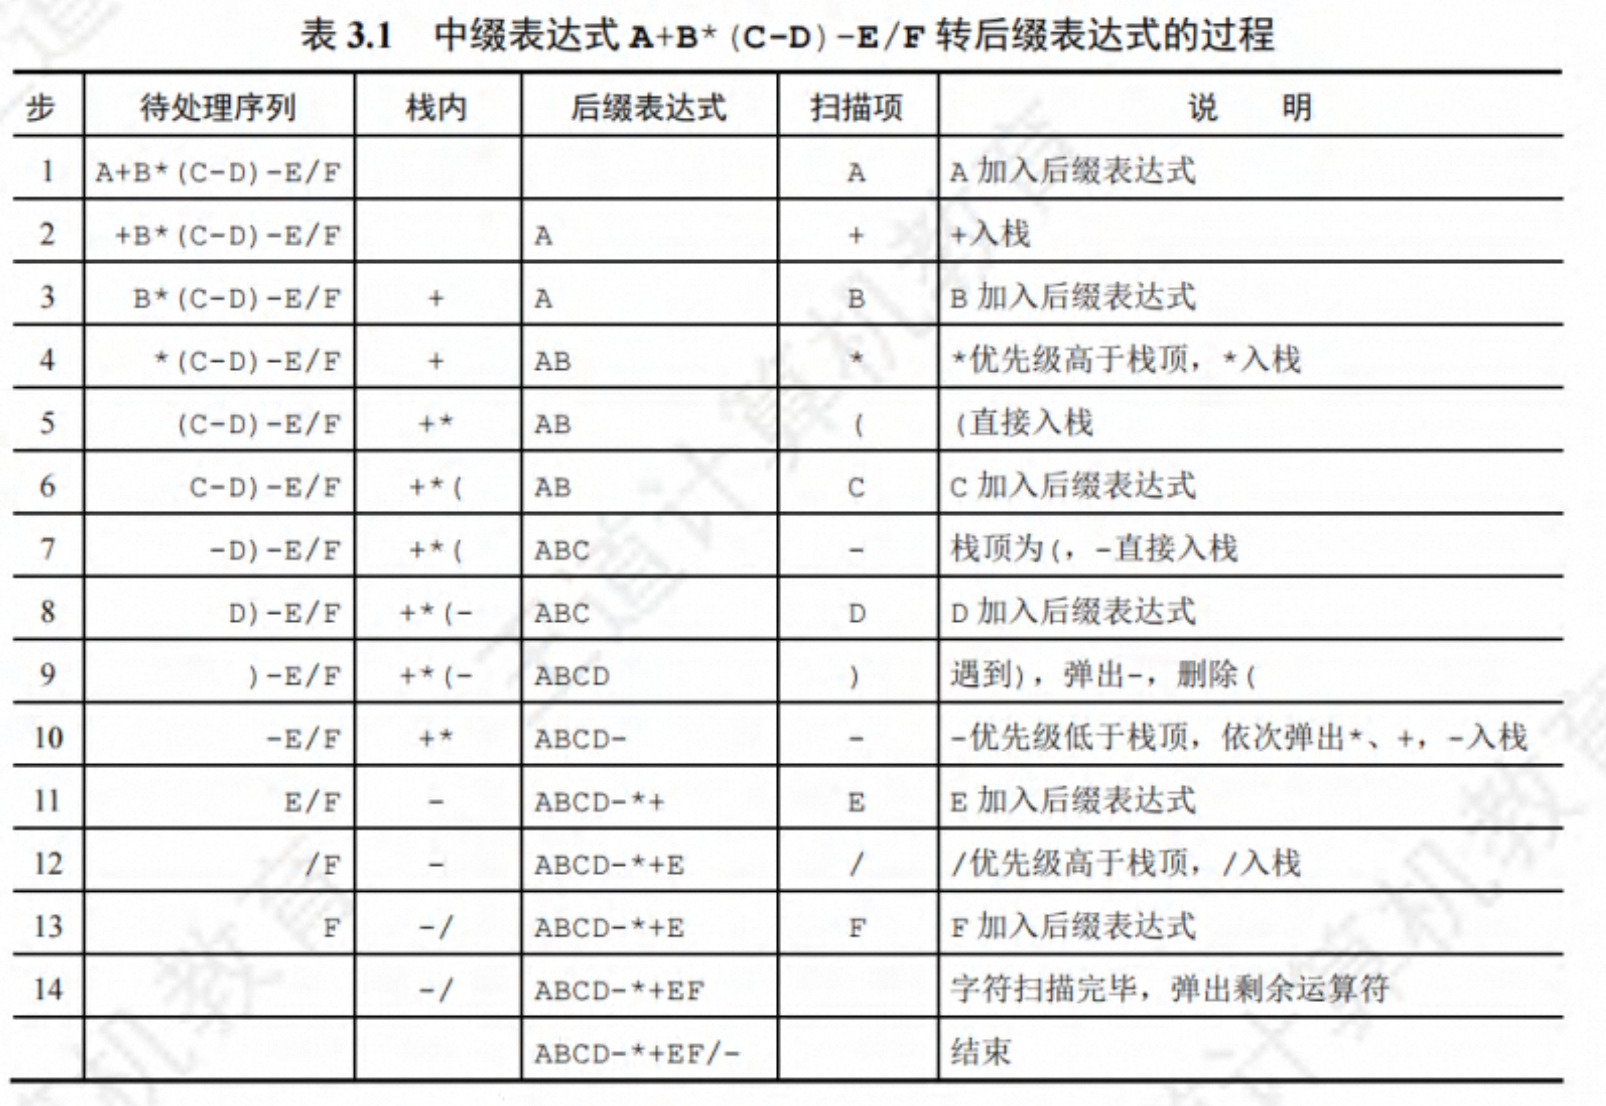 表 3.1 中缀表达式 A+B*(C-D)-E/F 转后缀表达式的过程
步 待处理序列 栈内 后缀表达式 扫描项 说 明
1 A+B*(C-D)-E/F A A 加入后缀表达式
2 +B*(C-D)-E/F A + +入栈
3 B*(C-D)-E/F + A B B 加入后缀表达式
4 *(C-D)-E/F + AB * *优先级高于栈顶，*入栈
5 (C-D)-E/F +* AB ( (直接入栈
6 C-D)-E/F +*( AB C C 加入后缀表达式
7 -D)-E/F +*( ABC - 栈顶为(，-直接入栈
8 D)-E/F +*(- ABC D D 加入后缀表达式
9 )-E/F +*(- ABCD ) 遇到)，弹出-，删除(
10 -E/F +* ABCD- - -优先级低于栈顶，依次弹出*、+，-入栈
11 E/F - ABCD-*+ E E 加入后缀表达式
12 /F - ABCD-*+E / /优先级高于栈顶，/入栈
13 F -/ ABCD-*+E F F 加入后缀表达式
14 -/ ABCD-*+EF 字符扫描完毕，弹出剩余运算符
ABCD-*+EF/- 结束
王道计算机教育